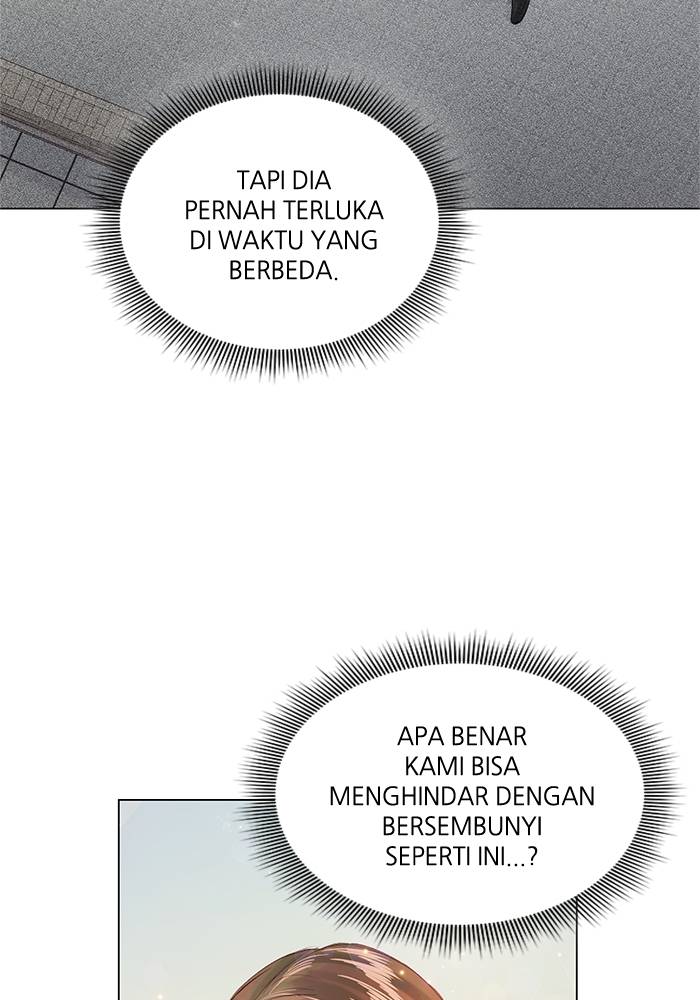 TAPI DIA
PERNAH TERLUKA
DI WAKTU YANG
BERBEDA.
APA BENAR
KAMI BISA
MENGHINDAR DENGAN
BERSEMBUNYI
SEPERTI INI...?